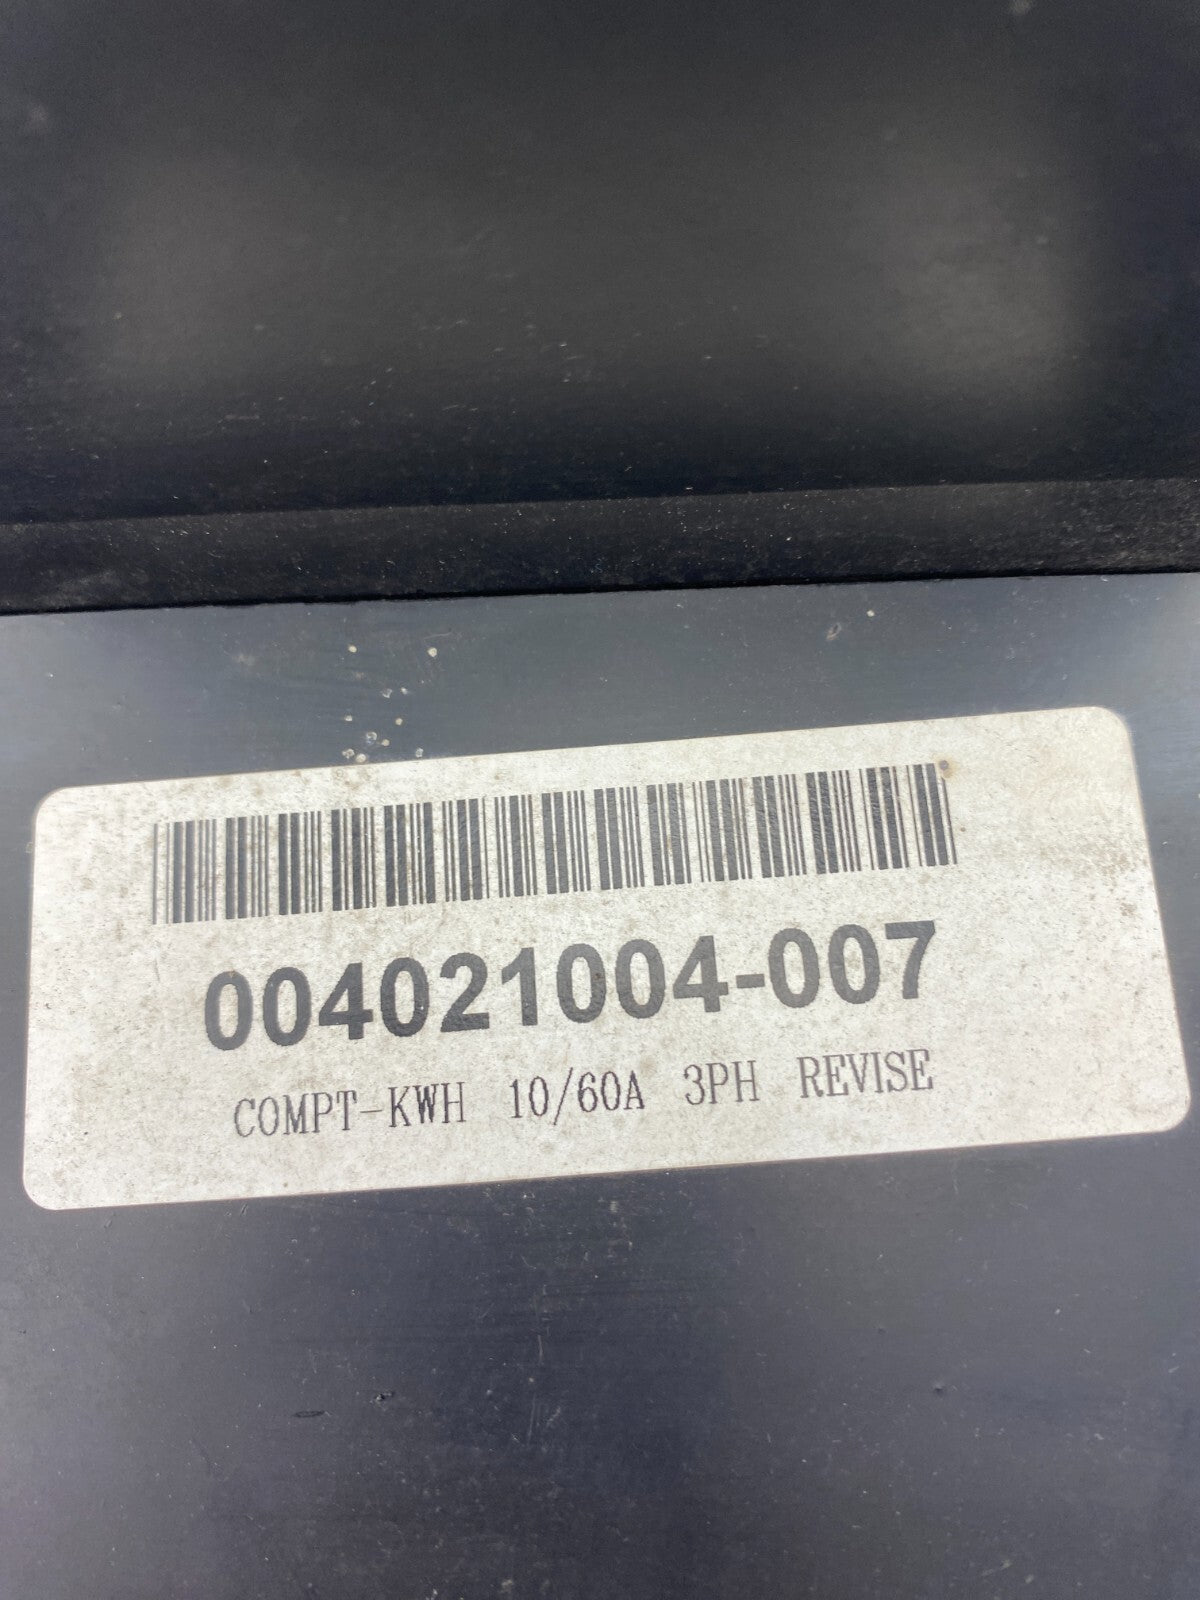 004021004-007
COMPT-KWH 10/60A 3PH REVISE